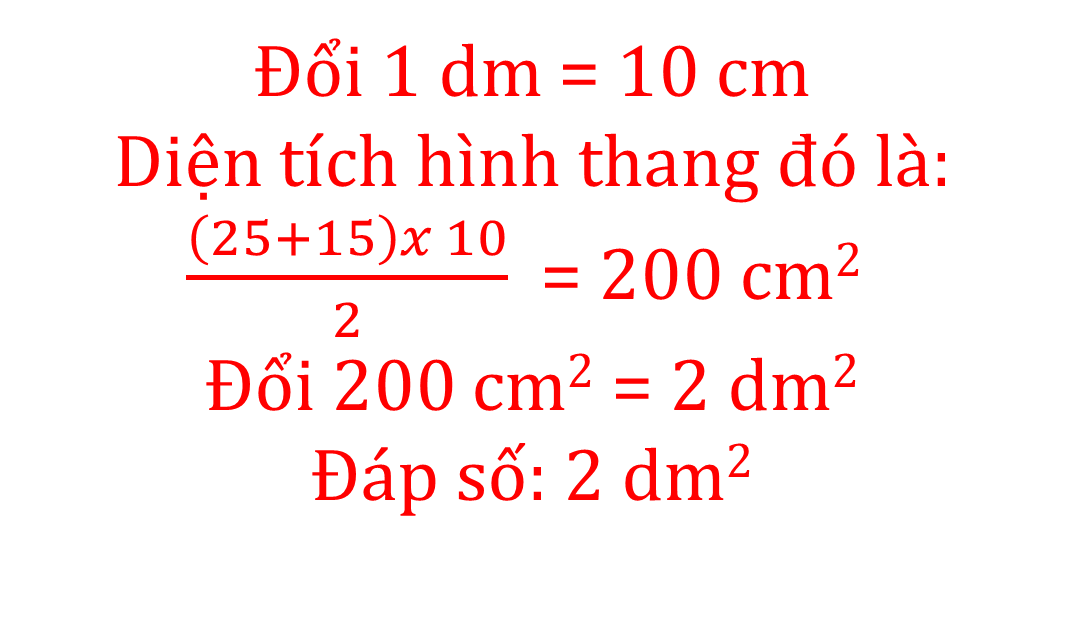 Đổi 1 dm = 10 cm
Diện tích hình thang đó là:
(25+15)x 10
2
= 200 cm²
Đổi 200 cm² = 2 dm²
Đáp số: 2 dm²